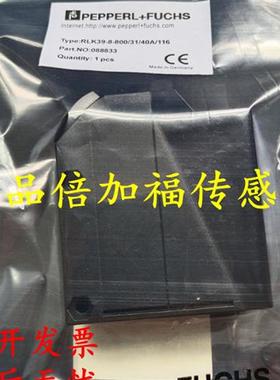 PEPPERL+FUCHS
Internet:http://www.pepperl-fuchs.com
Type:RLK39-8-800/31/40A/116
Part.NO:088833
Quantity: 1 pcs
Made in Germany
品倍加福传感
开发票
FUCHS